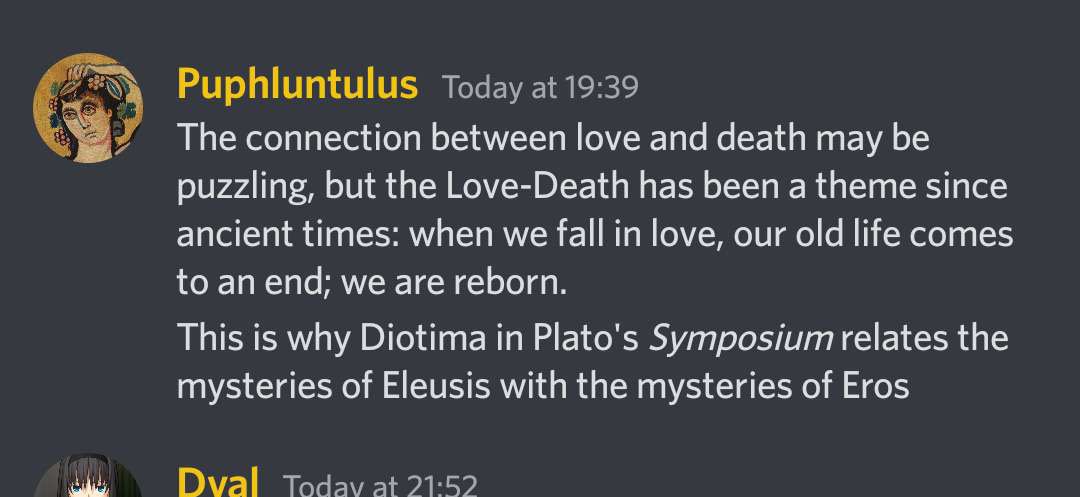 Puphluntulus Today at 19:39
The connection between love and death may be
puzzling, but the Love-Death has been a theme since
ancient times: when we fall in love, our old life comes
to an end; we are reborn.
This is why Diotima in Plato's Symposium relates the
mysteries of Eleusis with the mysteries of Eros
Dval Today at 21:52